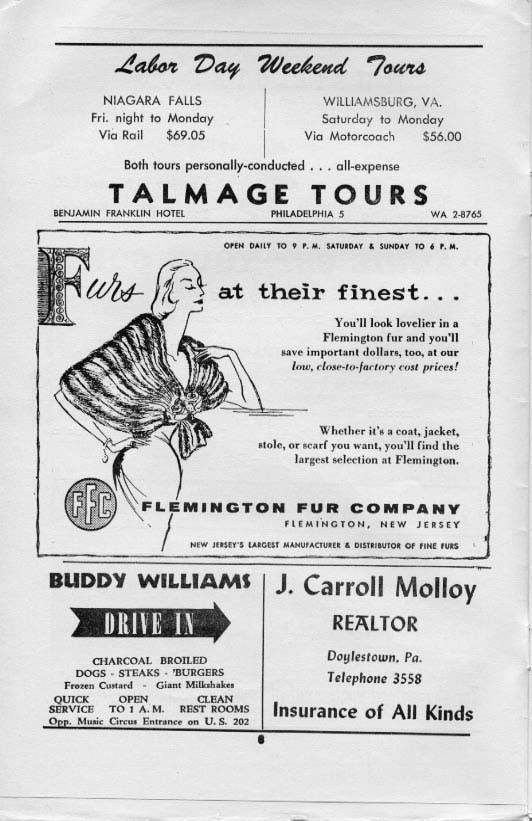 Labor Day Weekend Tours
NIAGARA FALLS
Fri. night to Monday
Via Rail $69.05
WILLIAMSBURG, VA.
Saturday to Monday
Via Motorcoach $56.00
Both tours personally-conducted . . . all-expense
TALMAGE TOURS
BENJAMIN FRANKLIN HOTEL PHILADELPHIA 5 WA 2-8765
OPEN DAILY TO 9 P. M. SATURDAY & SUNDAY TO 6 P. M.
Furs at their finest...
You'll look lovelier in a
Flemington fur and you'll
save important dollars, too, at our
low, close-to-factory cost prices!
Whether it's a coat, jacket,
stole, or scarf you want, you'll find the
largest selection at Flemington.
FFC
FLEMINGTON FUR COMPANY
FLEMINGTON, NEW JERSEY
NEW JERSEY'S LARGEST MANUFACTURER & DISTRIBUTOR OF FINE FURS
BUDDY WILLIAMS
DRIVE IN
CHARCOAL BROILED
DOGS - STEAKS - 'BURGERS
Frozen Custard - Giant Milkshakes
QUICK OPEN CLEAN
SERVICE TO 1 A. M. REST ROOMS
Opp. Music Circus Entrance on U. S. 202
J. Carroll Molloy
REALTOR
Doylestown, Pa.
Telephone 3558
Insurance of All Kinds
6